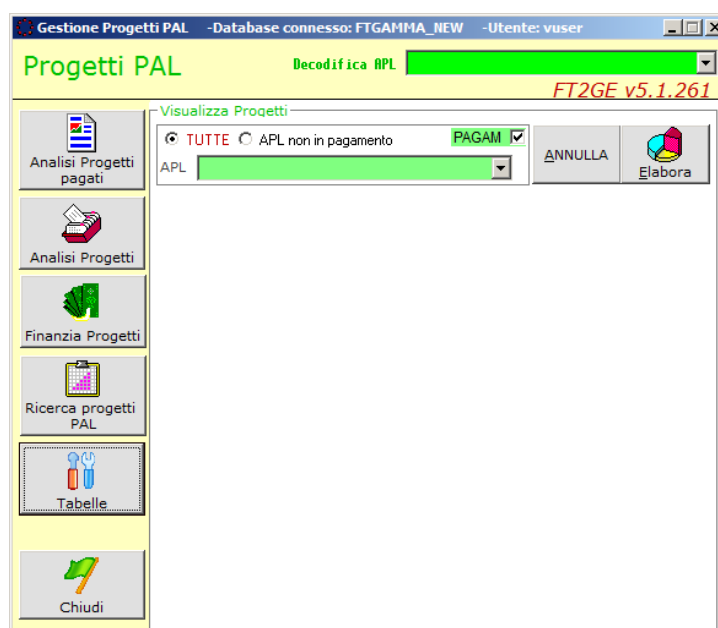 Gestione Progetti PAL -Database connesso: FTGAMMA_NEW -Utente: vuser
Progetti PAL
Decodifica APL
FT2GE v5.1.261
Visualizza Progetti
TUTTE APL non in pagamento PAGAM
APL
ANNULLA
Elabora
Analisi Progetti
pagati
Analisi Progetti
Finanzia Progetti
Ricerca progetti
PAL
Tabelle
Chiudi